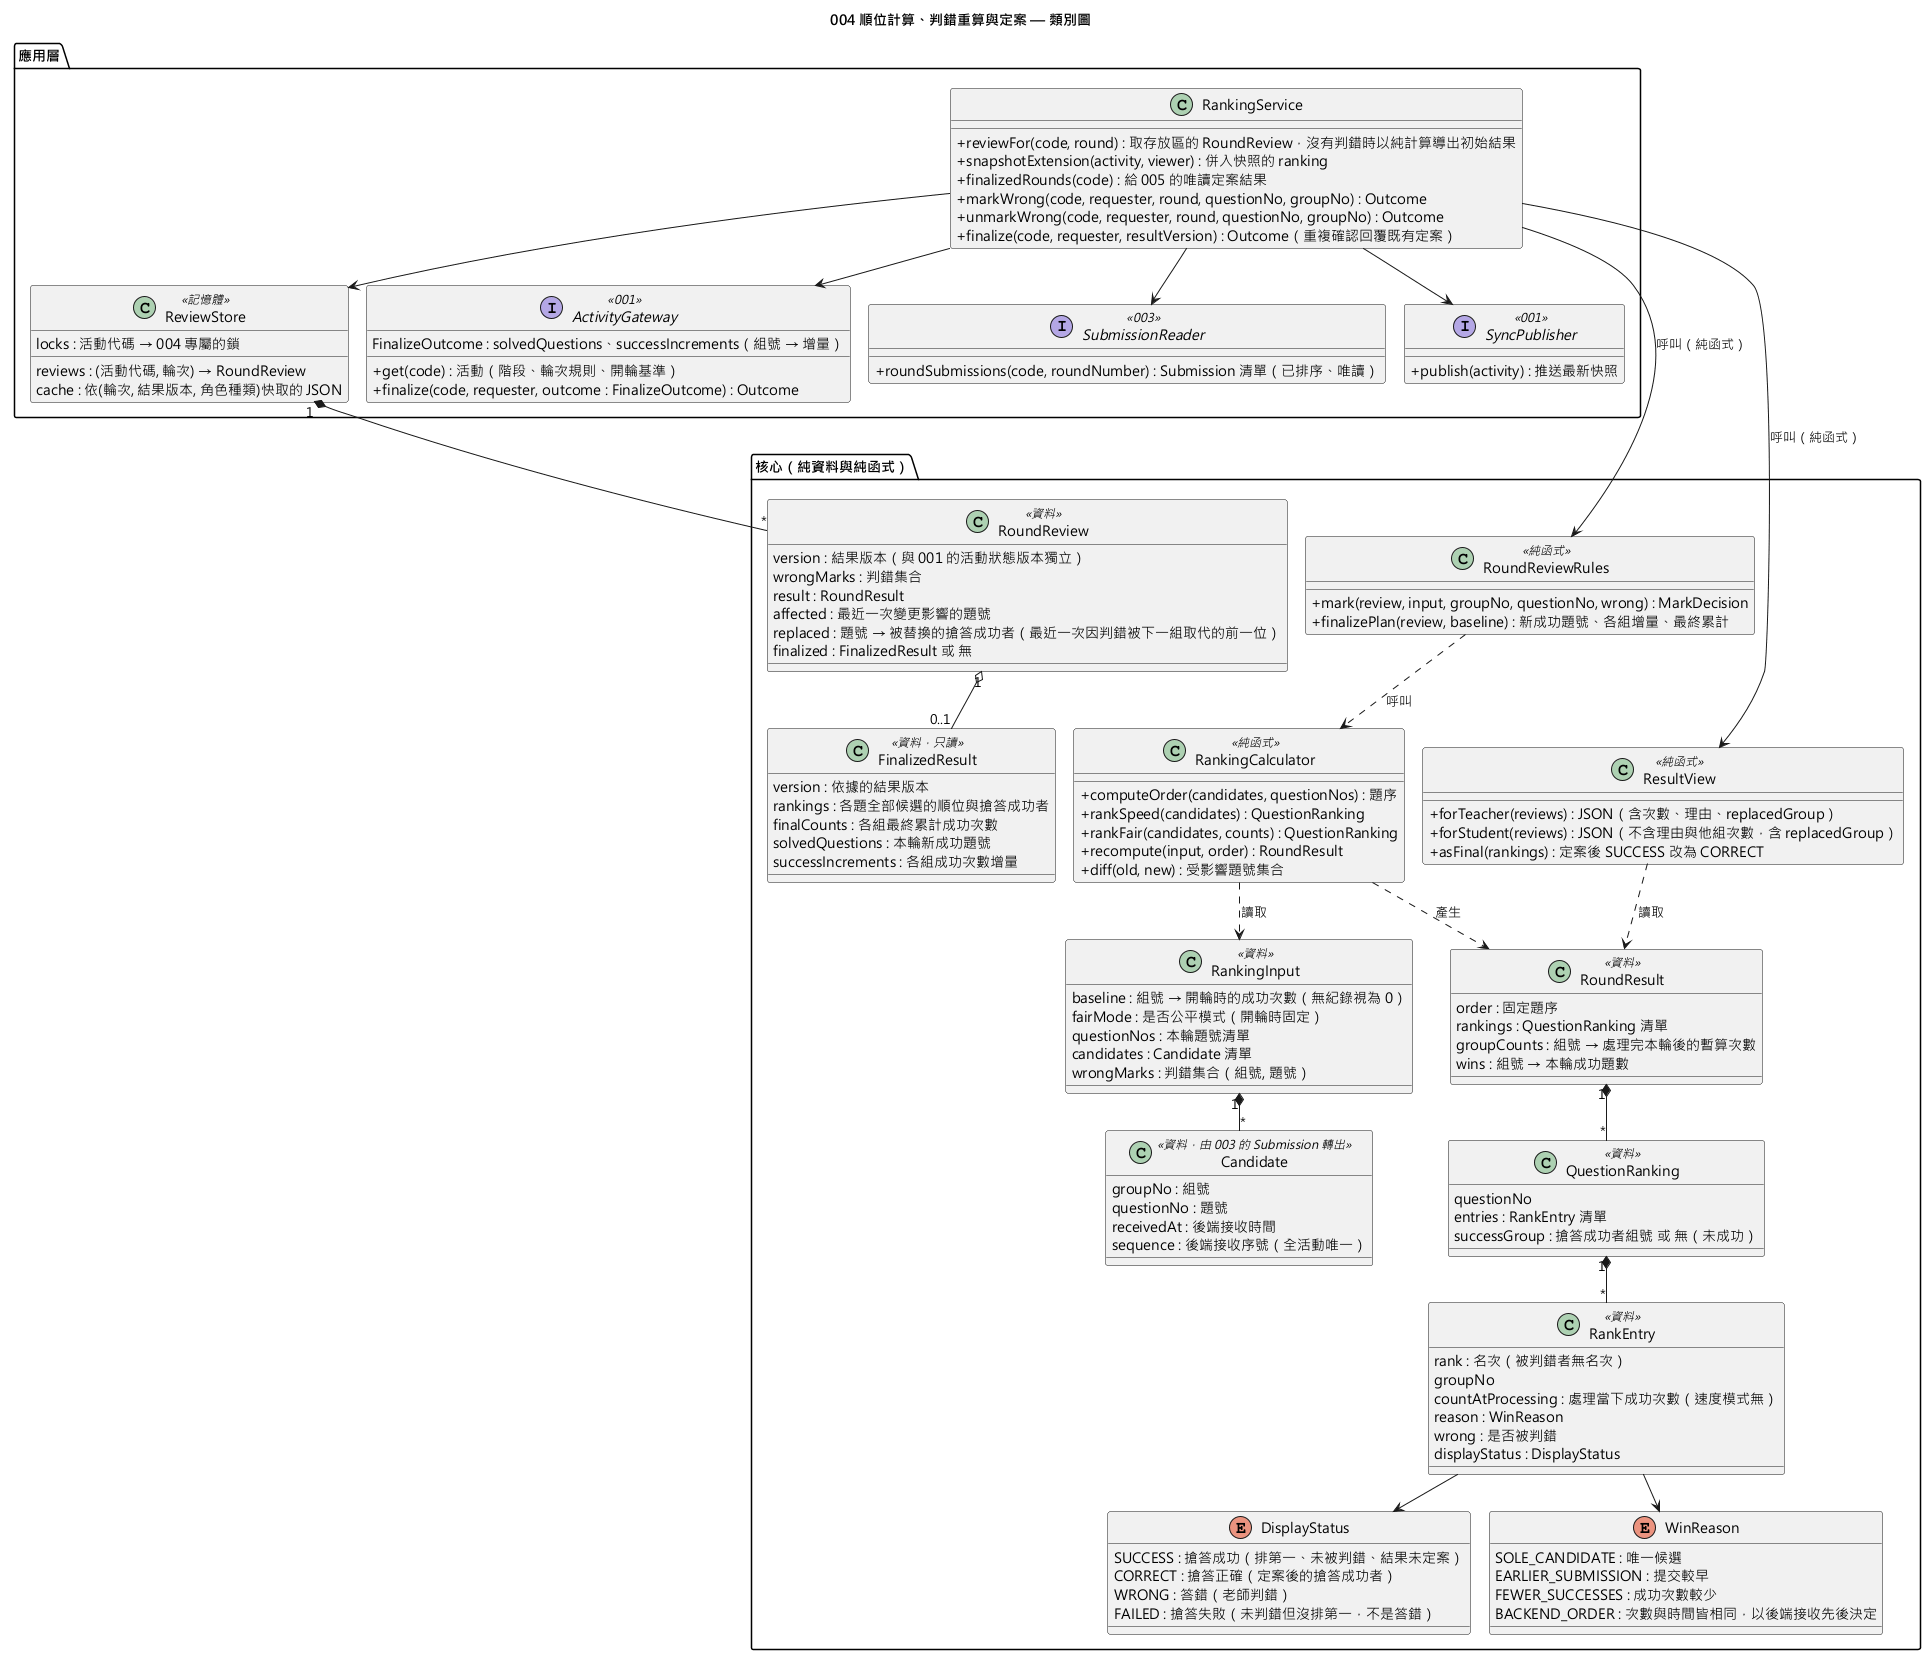 004 順位計算、判錯重算與定案 — 類別圖
應用層
C RankingService
+reviewFor(code, round) : 取存放區的 RoundReview，沒有判錯時以純計算導出初始結果
+snapshotExtension(activity, viewer) : 併入快照的 ranking
+finalizedRounds(code) : 給 005 的唯讀定案結果
+markWrong(code, requester, round, questionNo, groupNo) : Outcome
+unmarkWrong(code, requester, round, questionNo, groupNo) : Outcome
+finalize(code, requester, resultVersion) : Outcome（重複確認回覆既有定案）
«記憶體»
C ReviewStore
locks : 活動代碼 → 004 專屬的鎖
reviews : (活動代碼, 輪次) → RoundReview
cache : 依(輪次, 結果版本, 角色種類)快取的 JSON
«001»
I ActivityGateway
FinalizeOutcome : solvedQuestions、successIncrements（組號 → 增量）
+get(code) : 活動（階段、輪次規則、開輪基準）
+finalize(code, requester, outcome : FinalizeOutcome) : Outcome
«003»
I SubmissionReader
+roundSubmissions(code, roundNumber) : Submission 清單（已排序、唯讀）
«001»
I SyncPublisher
+publish(activity) : 推送最新快照
呼叫（純函式）
呼叫（純函式）
1
*
核心（純資料與純函式）
«資料»
C RoundReview
version : 結果版本（與 001 的活動狀態版本獨立）
wrongMarks : 判錯集合
result : RoundResult
affected : 最近一次變更影響的題號
replaced : 題號 → 被替換的搶答成功者（最近一次因判錯被下一組取代的前一位）
finalized : FinalizedResult 或 無
«純函式»
C RoundReviewRules
+mark(review, input, groupNo, questionNo, wrong) : MarkDecision
+finalizePlan(review, baseline) : 新成功題號、各組增量、最終累計
1
0..1
呼叫
«資料，只讀»
C FinalizedResult
version : 依據的結果版本
rankings : 各題全部候選的順位與搶答成功者
finalCounts : 各組最終累計成功次數
solvedQuestions : 本輪新成功題號
successIncrements : 各組成功次數增量
«純函式»
C RankingCalculator
+computeOrder(candidates, questionNos) : 題序
+rankSpeed(candidates) : QuestionRanking
+rankFair(candidates, counts) : QuestionRanking
+recompute(input, order) : RoundResult
+diff(old, new) : 受影響題號集合
«純函式»
C ResultView
+forTeacher(reviews) : JSON（含次數、理由、replacedGroup）
+forStudent(reviews) : JSON（不含理由與他組次數，含 replacedGroup）
+asFinal(rankings) : 定案後 SUCCESS 改為 CORRECT
讀取
產生
讀取
«資料»
C RankingInput
baseline : 組號 → 開輪時的成功次數（無紀錄視為 0）
fairMode : 是否公平模式（開輪時固定）
questionNos : 本輪題號清單
candidates : Candidate 清單
wrongMarks : 判錯集合（組號, 題號）
«資料»
C RoundResult
order : 固定題序
rankings : QuestionRanking 清單
groupCounts : 組號 → 處理完本輪後的暫算次數
wins : 組號 → 本輪成功題數
1
*
1
*
«資料，由 003 的 Submission 轉出»
C Candidate
groupNo : 組號
questionNo : 題號
receivedAt : 後端接收時間
sequence : 後端接收序號（全活動唯一）
«資料»
C QuestionRanking
questionNo
entries : RankEntry 清單
successGroup : 搶答成功者組號 或 無（未成功）
1
*
«資料»
C RankEntry
rank : 名次（被判錯者無名次）
groupNo
countAtProcessing : 處理當下成功次數（速度模式無）
reason : WinReason
wrong : 是否被判錯
displayStatus : DisplayStatus
E DisplayStatus
SUCCESS : 搶答成功（排第一、未被判錯、結果未定案）
CORRECT : 搶答正確（定案後的搶答成功者）
WRONG : 答錯（老師判錯）
FAILED : 搶答失敗（未判錯但沒排第一，不是答錯）
E WinReason
SOLE_CANDIDATE : 唯一候選
EARLIER_SUBMISSION : 提交較早
FEWER_SUCCESSES : 成功次數較少
BACKEND_ORDER : 次數與時間皆相同，以後端接收先後決定